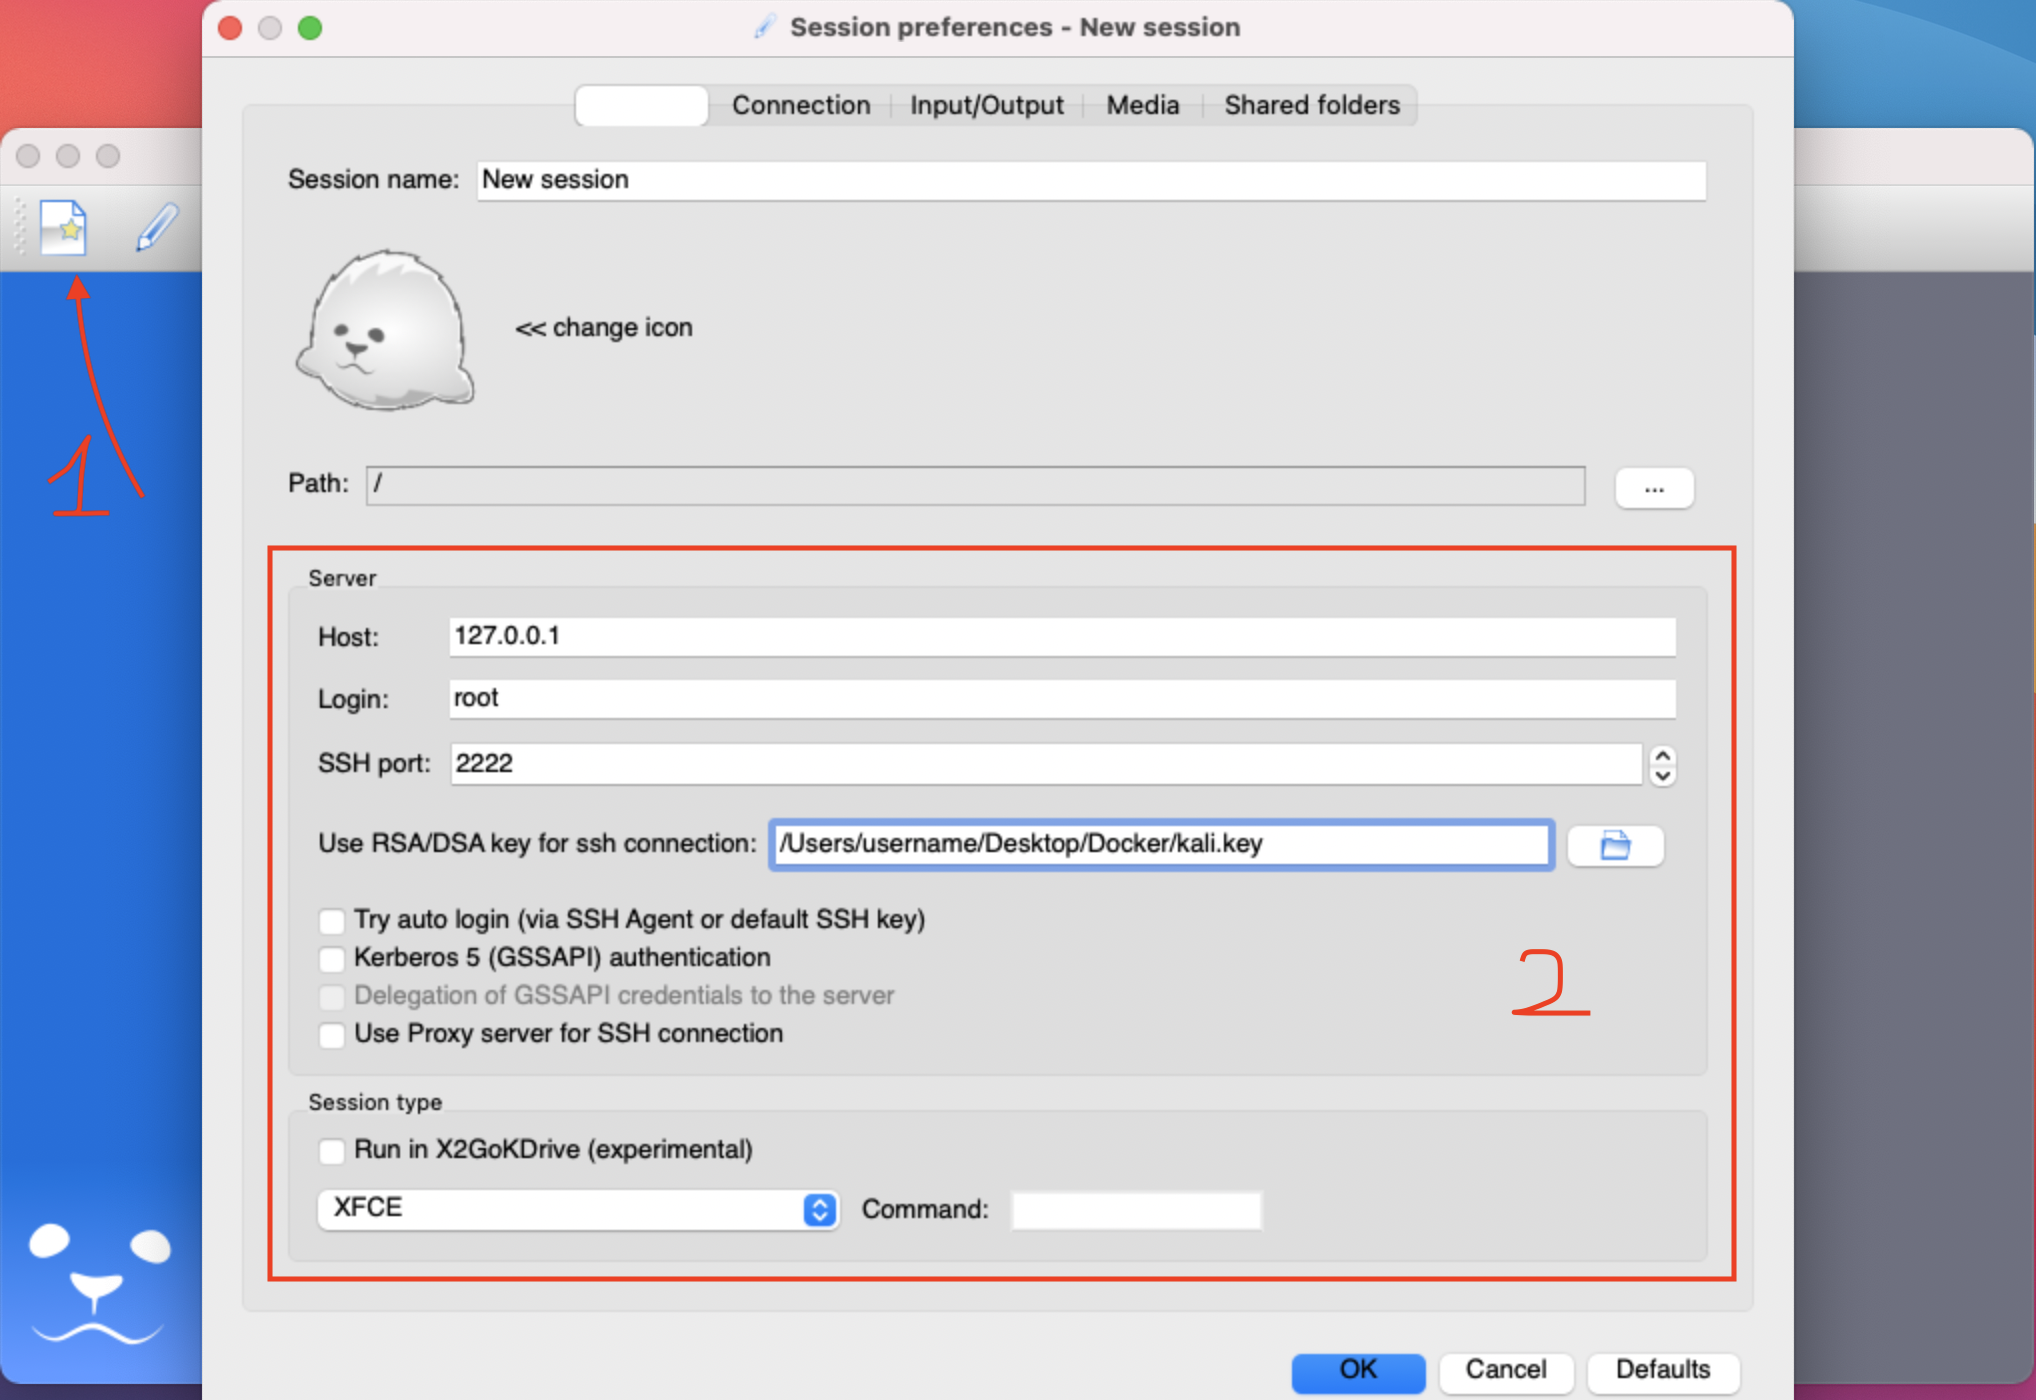 Session preferences - New session
Connection Input/Output Media Shared folders
Session name: New session
<< change icon
Path: / ...
1
Server
Host: 127.0.0.1
Login: root
SSH port: 2222
Use RSA/DSA key for ssh connection: /Users/username/Desktop/Docker/kali.key
Try auto login (via SSH Agent or default SSH key)
Kerberos 5 (GSSAPI) authentication
Delegation of GSSAPI credentials to the server
Use Proxy server for SSH connection
2
Session type
Run in X2GoKDrive (experimental)
XFCE Command:
OK Cancel Defaults